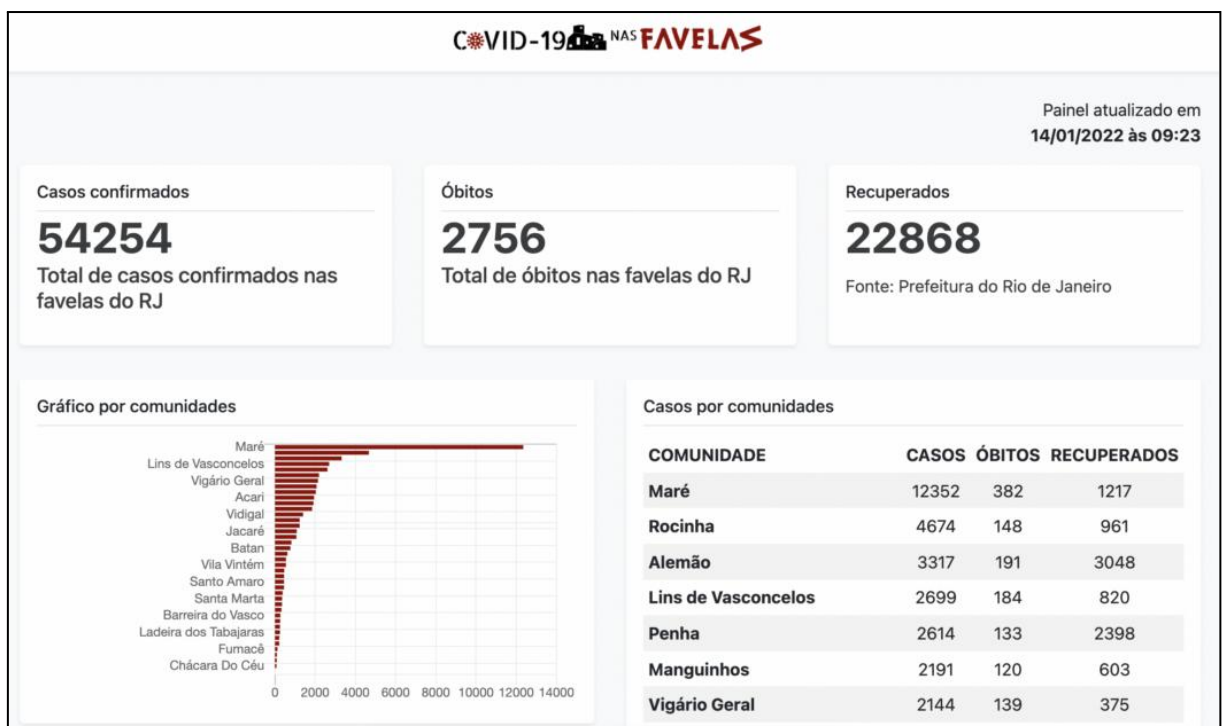 COVID-19 NAS FAVELAS
Painel atualizado em
14/01/2022 às 09:23
Casos confirmados
54254
Total de casos confirmados nas
favelas do RJ
Óbitos
2756
Total de óbitos nas favelas do RJ
Recuperados
22868
Fonte: Prefeitura do Rio de Janeiro
Gráfico por comunidades
Maré
Lins de Vasconcelos
Vigário Geral
Acari
Vidigal
Jacaré
Batan
Vila Vintém
Santo Amaro
Santa Marta
Barreira do Vasco
Ladeira dos Tabajaras
Fumacê
Chácara Do Céu
0 2000 4000 6000 8000 10000 12000 14000
Casos por comunidades
COMUNIDADE CASOS ÓBITOS RECUPERADOS
Maré 12352 382 1217
Rocinha 4674 148 961
Alemão 3317 191 3048
Lins de Vasconcelos 2699 184 820
Penha 2614 133 2398
Manguinhos 2191 120 603
Vigário Geral 2144 139 375